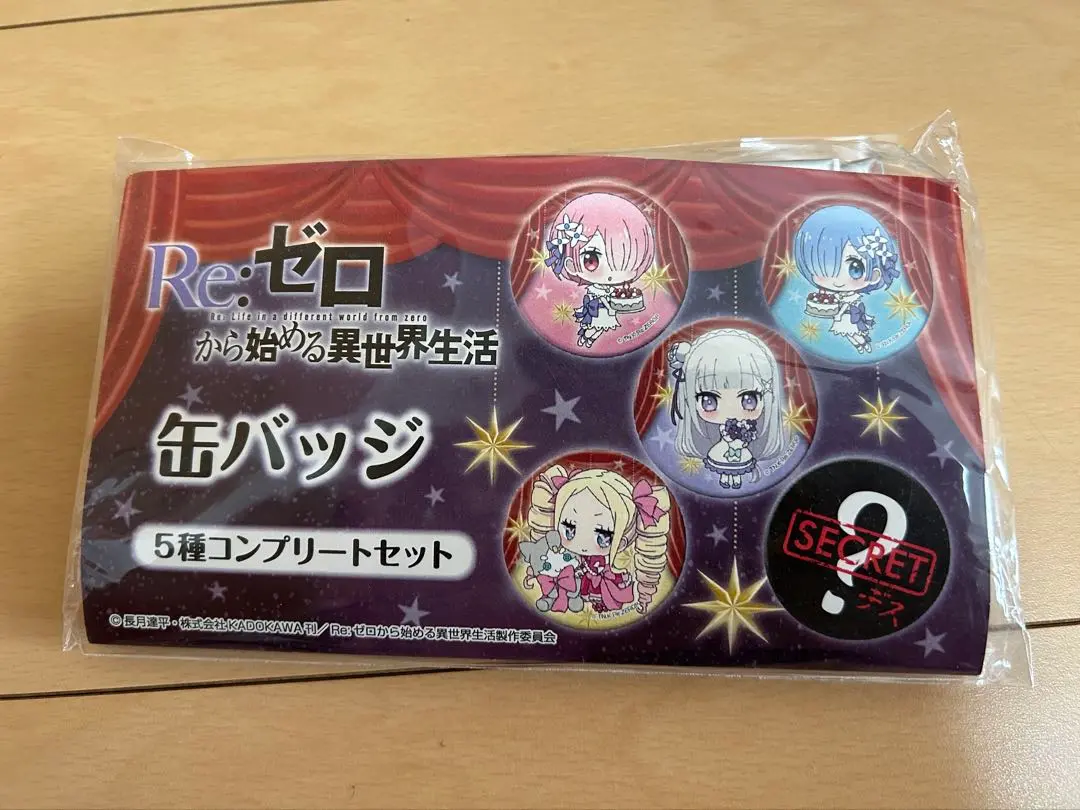 Re:ゼロ
Re: Life in a different world from zero
から始める異世界生活
缶バッジ
5種コンプリートセット
?
SECRET
デス
©長月達平・株式会社KADOKAWA刊/Re:ゼロから始める異世界生活製作委員会